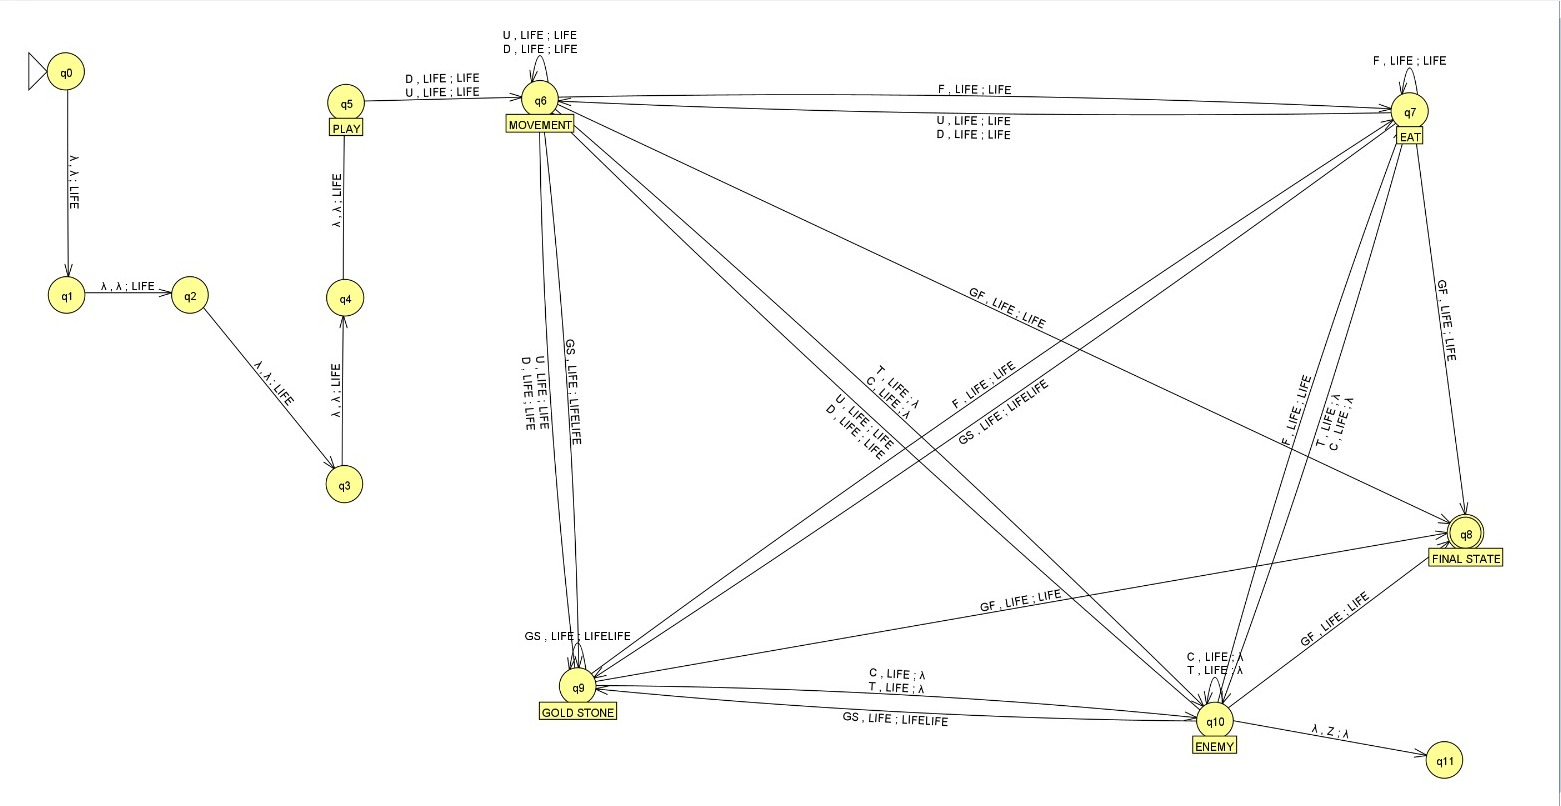 U , LIFE ; LIFE
D , LIFE ; LIFE
F , LIFE ; LIFE
q0
D , LIFE ; LIFE
U , LIFE ; LIFE
q5
PLAY
q6
MOVEMENT
F , LIFE ; LIFE
U , LIFE ; LIFE
D , LIFE ; LIFE
q7
EAT
λ , λ ; LIFE
λ , λ ; LIFE
q1
λ , λ ; LIFE
q2
q4
GF , LIFE ; LIFE
GF , LIFE ; LIFE
λ , λ ; LIFE
λ , λ ; LIFE
U , LIFE ; LIFE
D , LIFE ; LIFE
GS , LIFE ; LIFELIFE
T , LIFE ; λ
C , LIFE ; λ
U , LIFE ; LIFE
D , LIFE ; LIFE
F , LIFE ; LIFE
GS , LIFE ; LIFELIFE
F , LIFE ; LIFE
T , LIFE ; λ
C , LIFE ; λ
q3
q8
FINAL STATE
GF , LIFE ; LIFE
GF , LIFE ; LIFE
GS , LIFE ; LIFELIFE
q9
GOLD STONE
C , LIFE ; λ
T , LIFE ; λ
GS , LIFE ; LIFELIFE
C , LIFE ; λ
T , LIFE ; λ
q10
ENEMY
λ , Z ; λ
q11